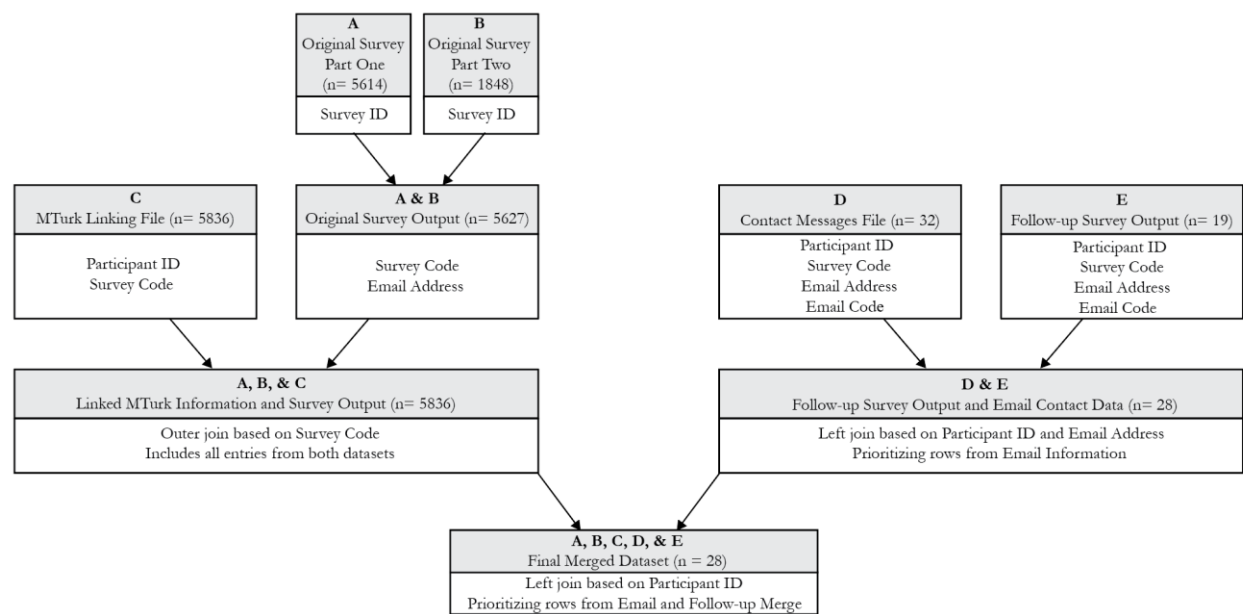 A
Original Survey
Part One
(n= 5614)
Survey ID
B
Original Survey
Part Two
(n= 1848)
Survey ID
C
MTurk Linking File (n= 5836)
Participant ID
Survey Code
A & B
Original Survey Output (n= 5627)
Survey Code
Email Address
D
Contact Messages File (n= 32)
Participant ID
Survey Code
Email Address
Email Code
E
Follow-up Survey Output (n= 19)
Participant ID
Survey Code
Email Address
Email Code
A, B, & C
Linked MTurk Information and Survey Output (n= 5836)
Outer join based on Survey Code
Includes all entries from both datasets
D & E
Follow-up Survey Output and Email Contact Data (n= 28)
Left join based on Participant ID and Email Address
Prioritizing rows from Email Information
A, B, C, D, & E
Final Merged Dataset (n = 28)
Left join based on Participant ID
Prioritizing rows from Email and Follow-up Merge